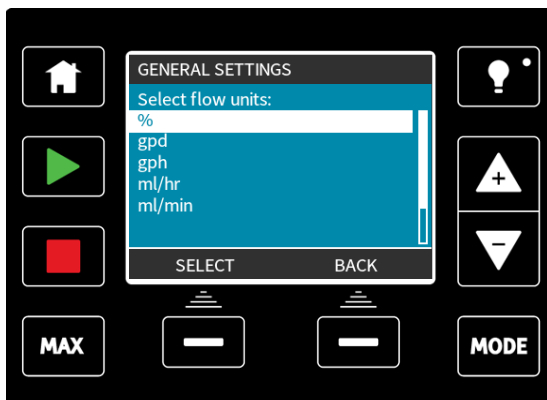 GENERAL SETTINGS
Select flow units:
%
gpd
gph
ml/hr
ml/min
SELECT BACK
+
−
MAX
MODE